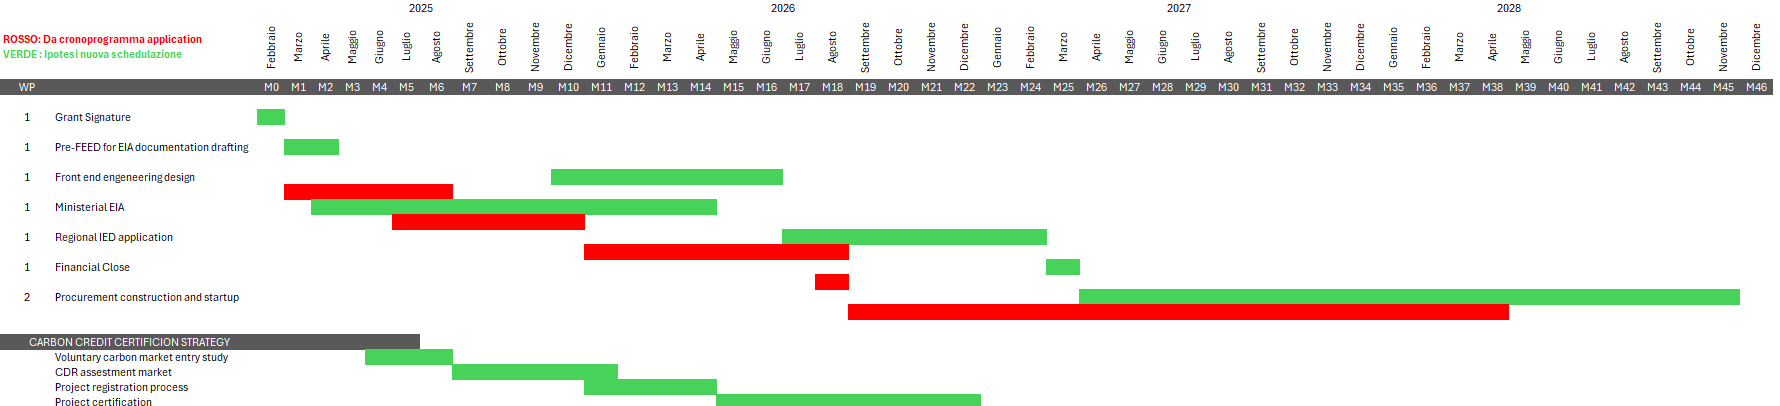 2025 2026 2027 2028
ROSSO: Da cronoprogramma application
VERDE : Ipotesi nuova schedulazione
Febbraio Marzo Aprile Maggio Giugno Luglio Agosto Settembre Ottobre Novembre Dicembre Gennaio Febbraio Marzo Aprile Maggio Giugno Luglio Agosto Settembre Ottobre Novembre Dicembre Gennaio Febbraio Marzo Aprile Maggio Giugno Luglio Agosto Settembre Ottobre Novembre Dicembre Gennaio Febbraio Marzo Aprile Maggio Giugno Luglio Agosto Settembre Ottobre Novembre Dicembre
WP M0 M1 M2 M3 M4 M5 M6 M7 M8 M9 M10 M11 M12 M13 M14 M15 M16 M17 M18 M19 M20 M21 M22 M23 M24 M25 M26 M27 M28 M29 M30 M31 M32 M33 M34 M35 M36 M37 M38 M39 M40 M41 M42 M43 M44 M45 M46
1 Grant Signature
1 Pre-FEED for EIA documentation drafting
1 Front end engeneering design
1 Ministerial EIA
1 Regional IED application
1 Financial Close
2 Procurement construction and startup
CARBON CREDIT CERTIFICION STRATEGY
Voluntary carbon market entry study
CDR assestment market
Project registration process
Project certification